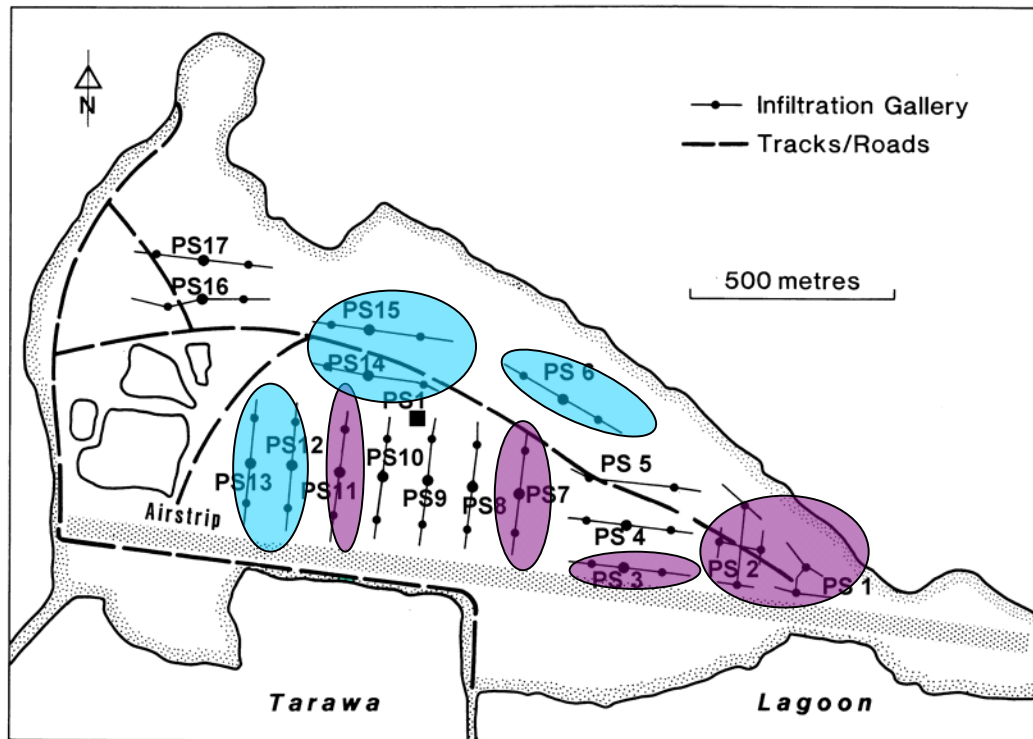 N
Infiltration Gallery
Tracks/Roads
500 metres
PS17
PS16
PS15
PS14
PS1
PS 6
PS12
PS13
PS11
PS10
PS9
PS8
PS7
PS 5
PS 4
PS 3
PS 2
PS 1
Airstrip
Tarawa
Lagoon